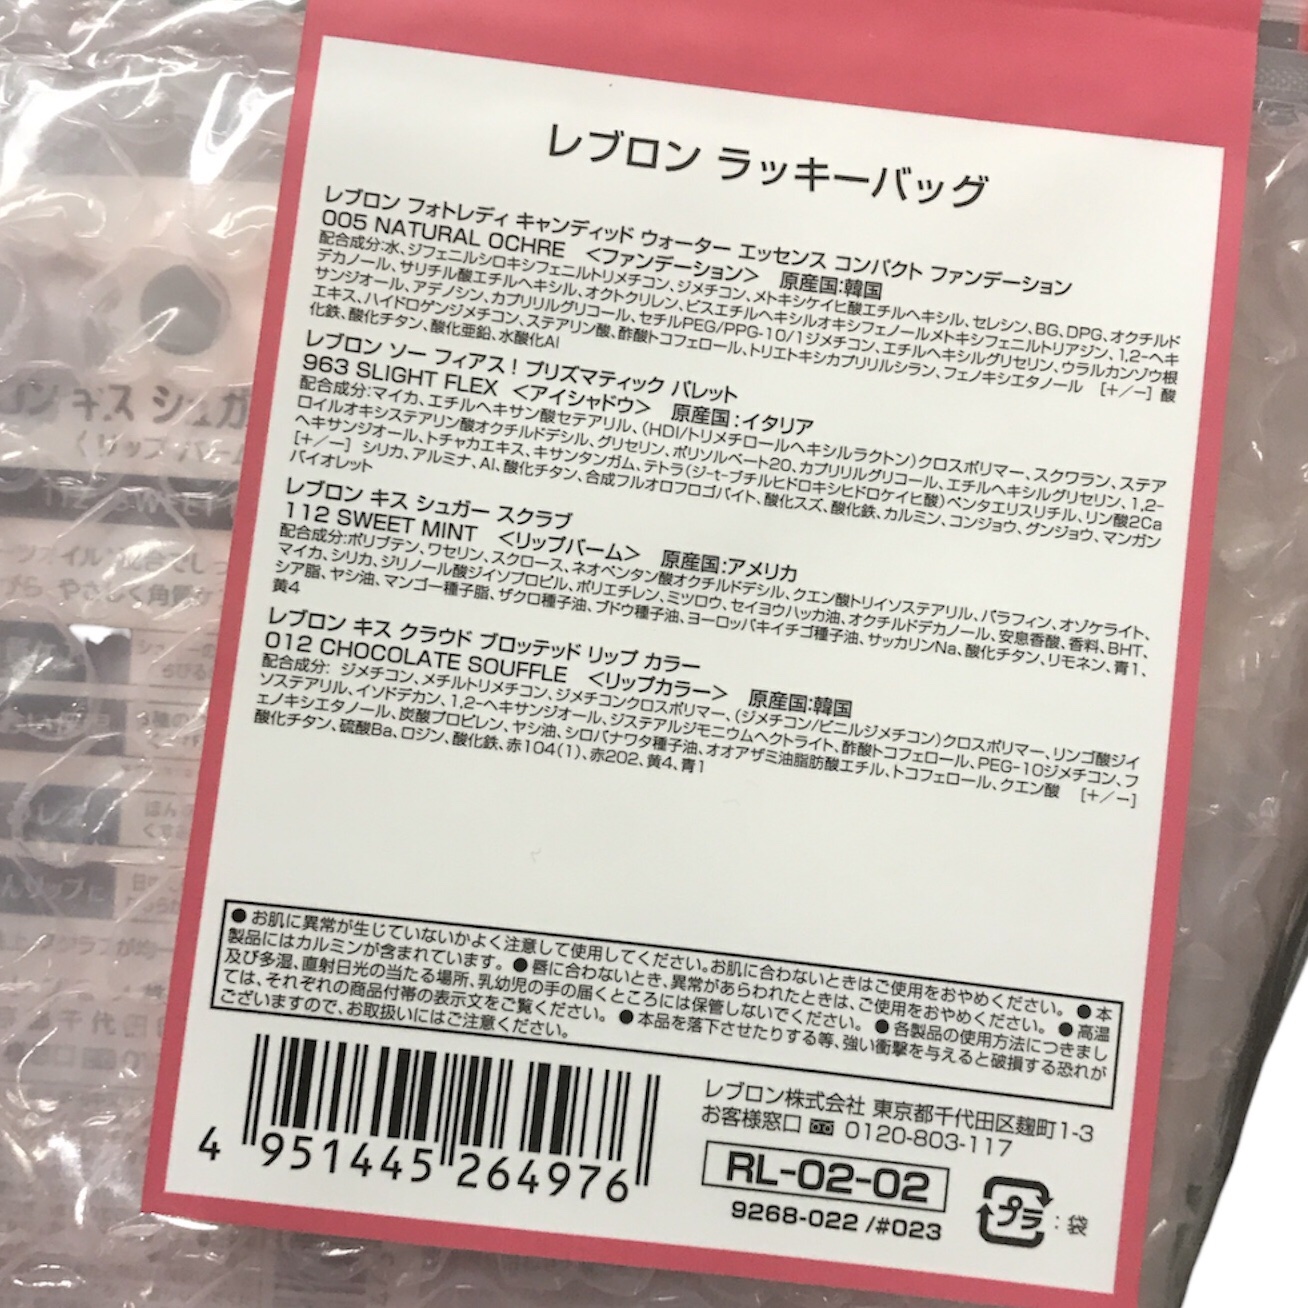 レブロン ラッキーバッグ
レブロン フォトレディ キャンディッド ウォーター エッセンス コンパクト ファンデーション
005 NATURAL OCHRE ＜ファンデーション＞ 原産国:韓国
配合成分:水、ジフェニルシロキシフェニルトリメチコン、ジメチコン、メトキシケイヒ酸エチルヘキシル、セレシン、BG、DPG、オクチルド
デカノール、サリチル酸エチルヘキシル、オクトクリレン、ビスエチルヘキシルオキシフェノールメトキシフェニルトリアジン、1,2-ヘキ
サンジオール、アデノシン、カプリリルグリコール、セチルPEG/PPG-10/1ジメチコン、エチルヘキシルグリセリン、ウラルカンゾウ根
エキス、ハイドロゲンジメチコン、ステアリン酸、酢酸トコフェロール、トリエトキシカプリリルシラン、フェノキシエタノール [+/−] 酸
化鉄、酸化チタン、酸化亜鉛、水酸化Al
レブロン ソー フィアス！ プリズマティック パレット
963 SLIGHT FLEX ＜アイシャドウ＞ 原産国:イタリア
配合成分:マイカ、エチルヘキサン酸セテアリル、(HDI/トリメチロールヘキシルラクトン)クロスポリマー、スクワラン、ステア
ロイルオキシステアリン酸オクチルドデシル、グリセリン、ポリソルベート20、カプリリルグリコール、エチルヘキシルグリセリン、1,2-
ヘキサンジオール、トチャカエキス、キサンタンガム、テトラ(ジ-t-ブチルヒドロキシヒドロケイヒ酸)ペンタエリスリチル、リン酸2Ca
[+/−] シリカ、アルミナ、Al、酸化チタン、合成フルオロフロゴパイト、酸化スズ、酸化鉄、カルミン、コンジョウ、グンジョウ、マンガン
バイオレット
レブロン キス シュガー スクラブ
112 SWEET MINT ＜リップバーム＞ 原産国:アメリカ
配合成分:ポリブテン、ワセリン、スクロース、ネオペンタン酸オクチルドデシル、クエン酸トリイソステアリル、パラフィン、オゾケライト、
マイカ、シリカ、ジリノール酸ジイソプロピル、ポリエチレン、ミツロウ、セイヨウハッカ油、オクチルドデカノール、安息香酸、香料、BHT、
シア脂、ヤシ油、マンゴー種子脂、ザクロ種子油、ブドウ種子油、ヨーロッパキイチゴ種子油、サッカリンNa、酸化チタン、リモネン、青1、
黄4
レブロン キス クラウド ブロッテッド リップ カラー
012 CHOCOLATE SOUFFLE ＜リップカラー＞ 原産国:韓国
配合成分: ジメチコン、メチルトリメチコン、ジメチコンクロスポリマー、(ジメチコン/ビニルジメチコン)クロスポリマー、リンゴ酸ジイ
ソステアリル、イソドデカン、1,2-ヘキサンジオール、ジステアルジモニウムヘクトライト、酢酸トコフェロール、PEG-10ジメチコン、フ
ェノキシエタノール、炭酸プロピレン、ヤシ油、シロバナワタ種子油、オオアザミ油脂肪酸エチル、トコフェロール、クエン酸 [+/−]
酸化チタン、硫酸Ba、ロジン、酸化鉄、赤104(1)、赤202、黄4、青1
●お肌に異常が生じていないかよく注意して使用してください。お肌に合わないときはご使用をおやめください。 ●本
製品にはカルミンが含まれています。 ●唇に合わないとき、異常があらわれたときは、ご使用をおやめください。 ●高温
及び多湿、直射日光の当たる場所、乳幼児の手の届くところには保管しないでください。 ●各製品の使用方法につきまし
ては、それぞれの商品付帯の表示文をご覧ください。 ●本品を落下させたりする等、強い衝撃を与えると破損する恐れが
ございますので、お取扱いにはご注意ください。
4 951445 264976
レブロン株式会社 東京都千代田区麹町1-3
お客様窓口 0120-803-117
RL-02-02
9268-022 /#023
プラ : 袋